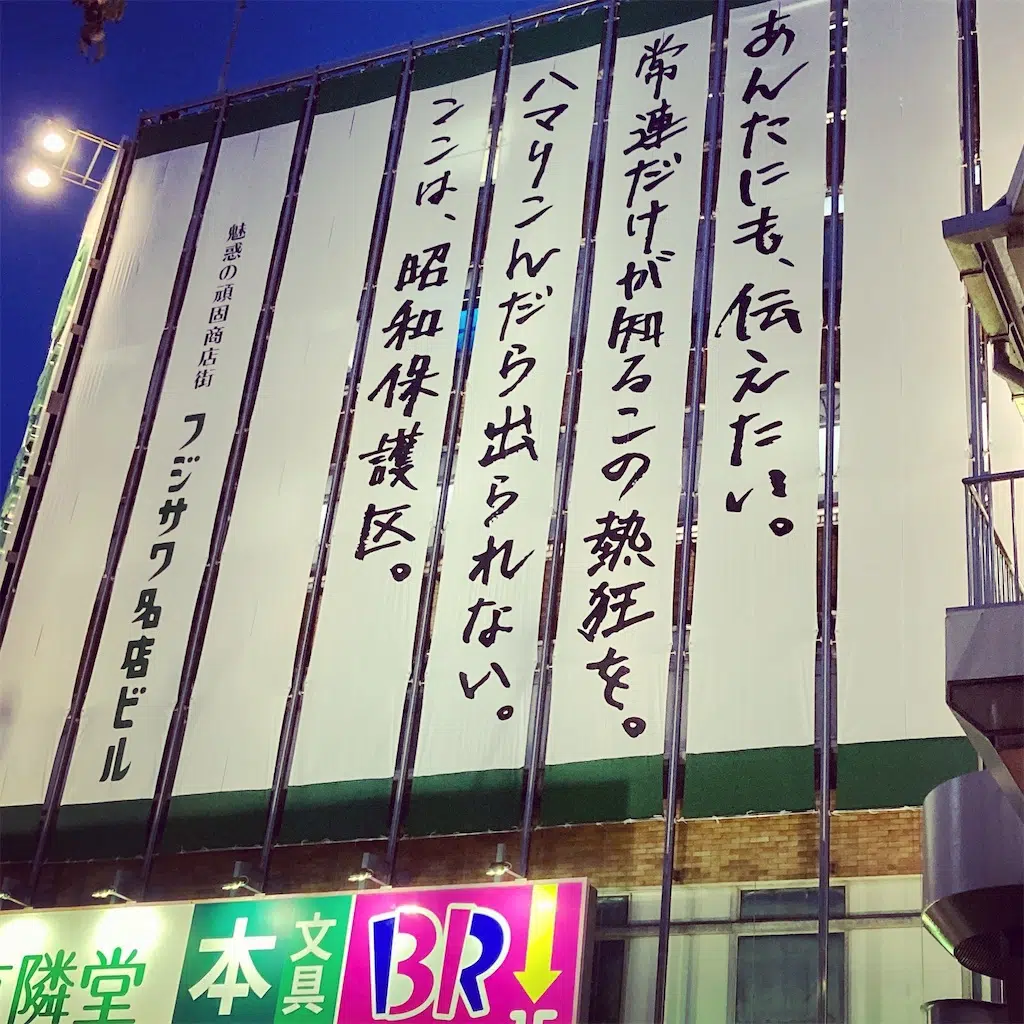 あんたにも、伝えたい。
常連だけが知るこの熱狂を。
ハマりこんだら出られない。
ココは、昭和保護区。
魅惑の頑固商店街
フジサワ名店ビル
隣堂
本
文具
BR